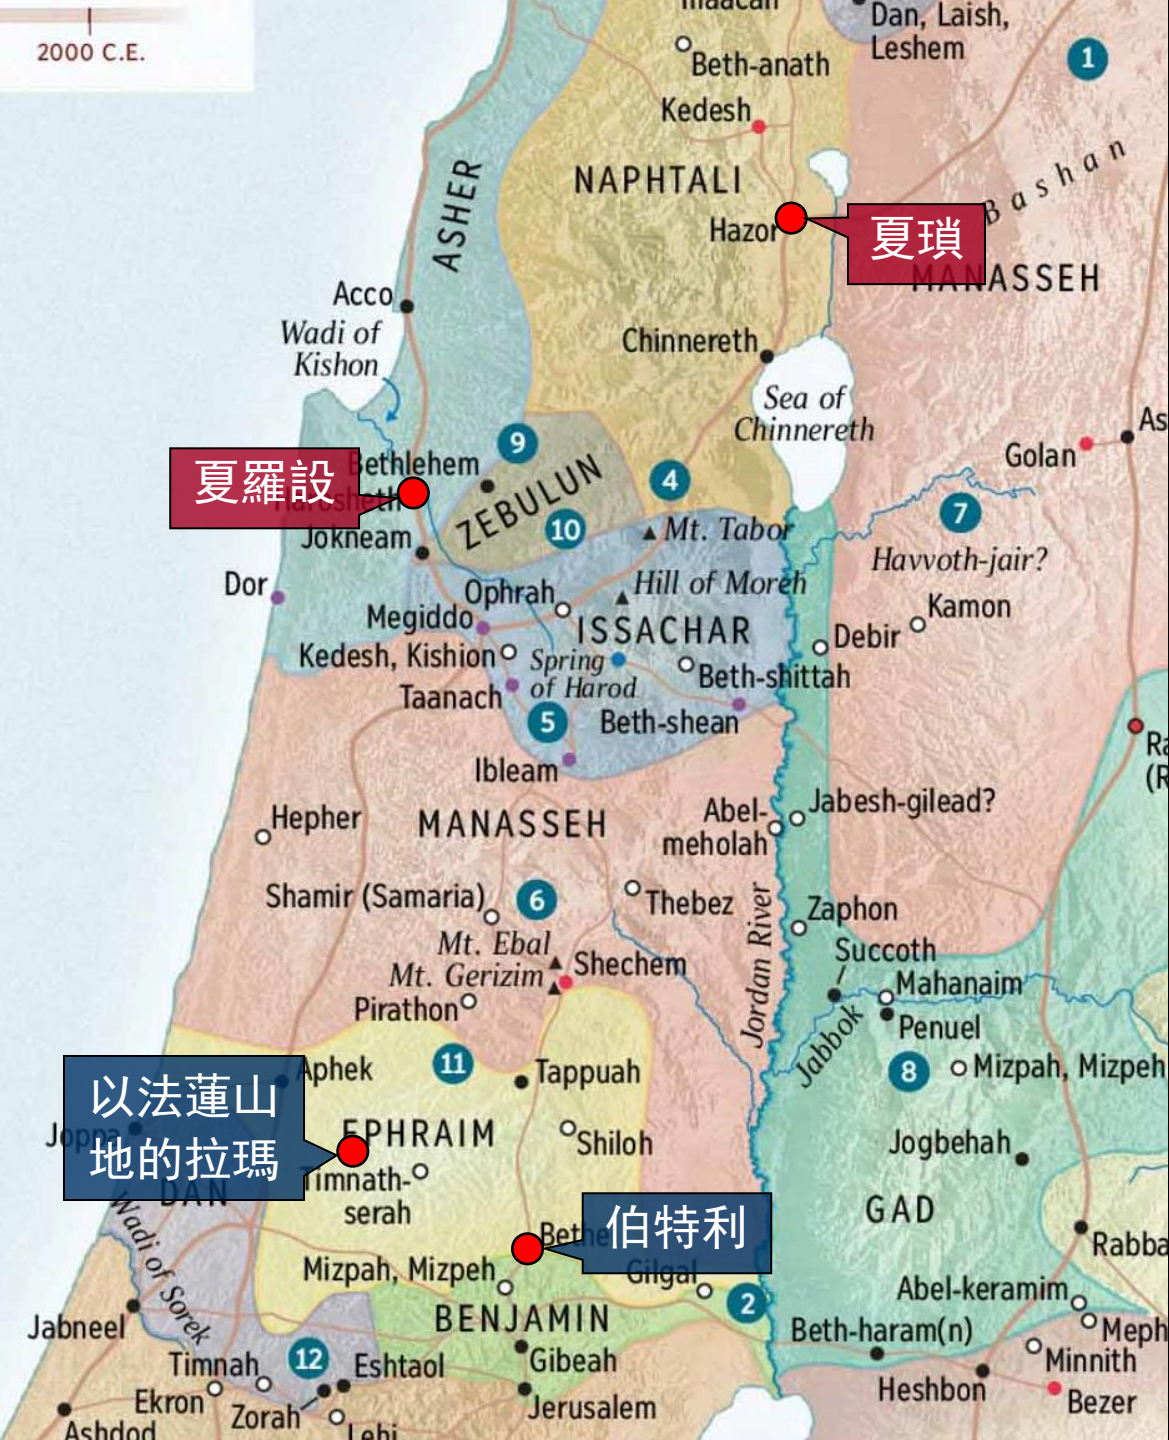 2000 C.E.
Dan, Laish,
Leshem
1
Beth-anath
Kedesh
NAPHTALI
ASHER
Bashan
Hazor
夏瑣
MANASSEH
Acco
Wadi of
Kishon
Chinnereth
Sea of
Chinnereth
Golan
9
Bethlehem
夏羅設
Harosheth
ZEBULUN
4
10
7
Jokneam
Mt. Tabor
Havvoth-jair?
Dor
Ophrah
Hill of Moreh
Kamon
Megiddo
ISSACHAR
Debir
Kedesh, Kishion
Spring
of Harod
Beth-shittah
Taanach
5
Beth-shean
Ibleam
Hepher
MANASSEH
Abel-
meholah
Jabesh-gilead?
Shamir (Samaria)
6
Thebez
Zaphon
Mt. Ebal
Mt. Gerizim
Shechem
Succoth
Mahanaim
Pirathon
Jordan River
Penuel
Jabbok
8
Mizpah, Mizpeh
11
Aphek
Tappuah
以法蓮山
地的拉瑪
Joppa
EPHRAIM
Shiloh
Jogbehah
Timnath-
serah
DAN
GAD
Wadi of Sorek
伯特利
Mizpah, Mizpeh
Gilgal
2
BENJAMIN
Abel-keramim
Jabneel
Beth-haram(n)
12
Timnah
Eshtaol
Gibeah
Minnith
Ekron
Zorah
Jerusalem
Heshbon
Bezer
Ashdod
Lehi